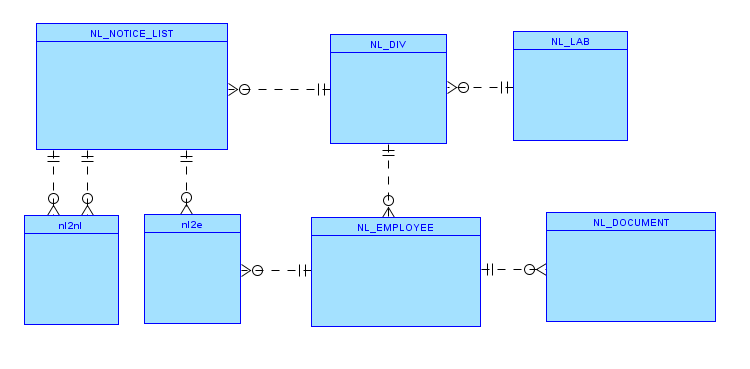 NL_NOTICE_LIST
NL_DIV
NL_LAB
nl2nl
nl2e
NL_EMPLOYEE
NL_DOCUMENT